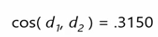 cos( d₁, d₂ ) = .3150